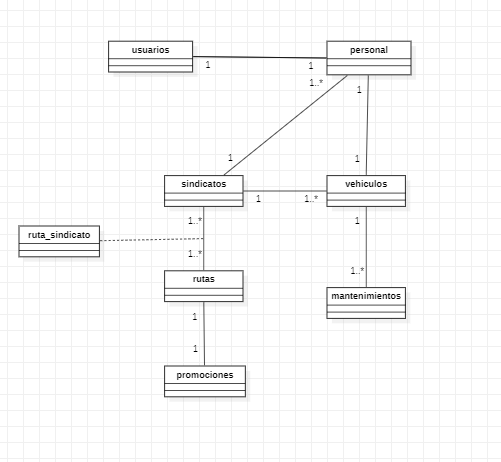 usuarios
personal
1
1
1..*
1
1
1
sindicatos
vehiculos
1
1..*
1..*
1
ruta_sindicato
1..*
1..*
rutas
mantenimientos
1
1
promociones